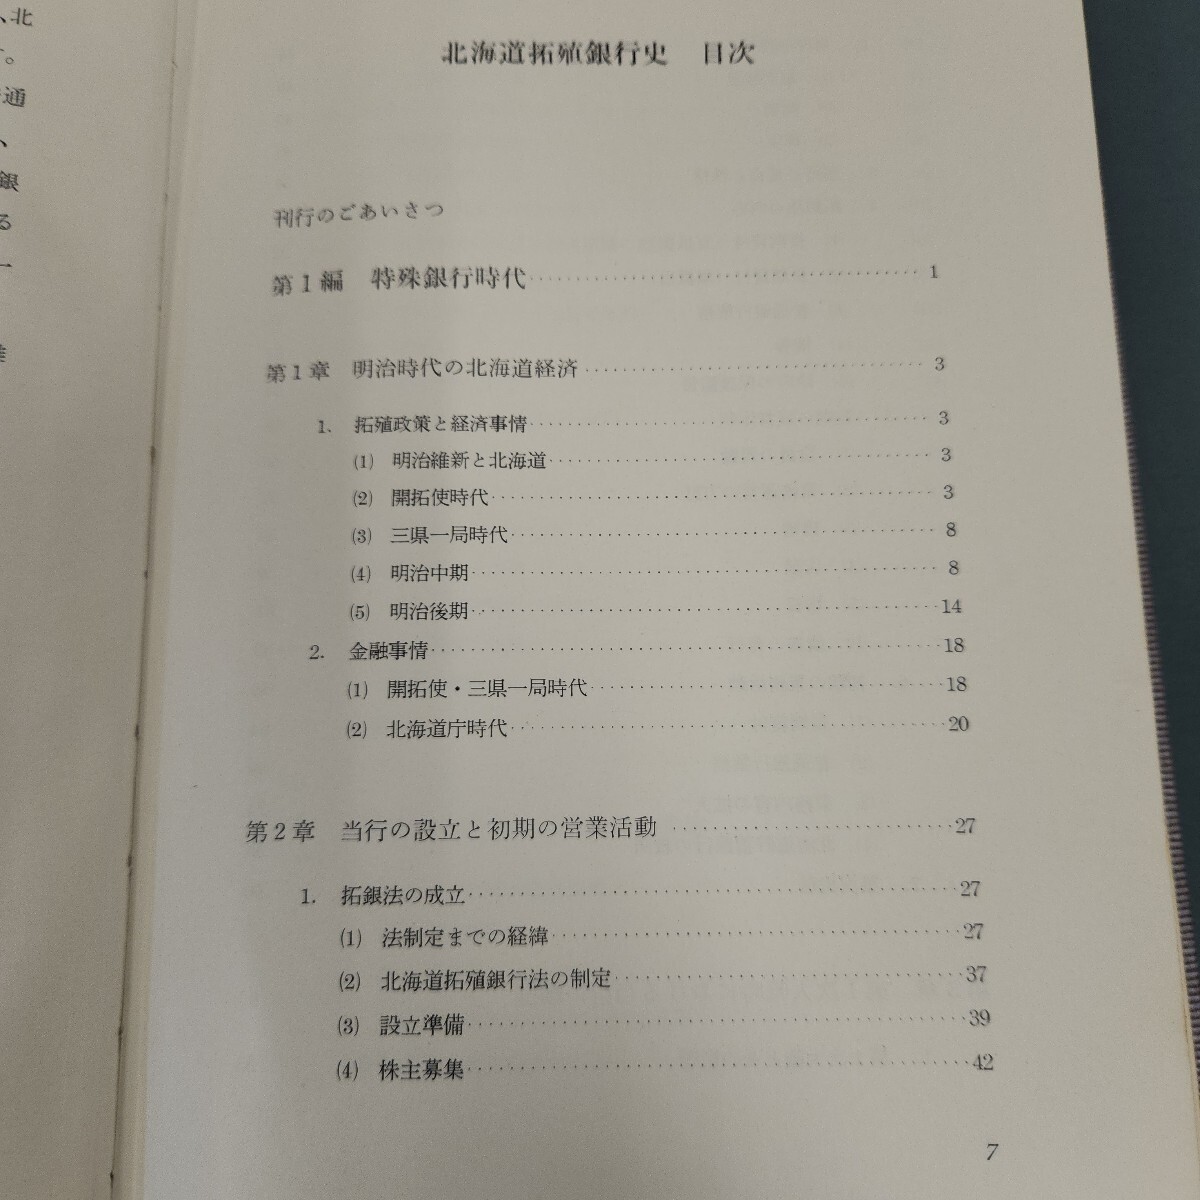 北海道拓殖銀行史　目次
刊行のごあいさつ
第1編　特殊銀行時代 1
第1章　明治時代の北海道経済 3
1. 拓殖政策と経済事情 3
(1) 明治維新と北海道 3
(2) 開拓使時代 3
(3) 三県一局時代 8
(4) 明治中期 8
(5) 明治後期 14
2. 金融事情 18
(1) 開拓使・三県一局時代 18
(2) 北海道庁時代 20
第2章　当行の設立と初期の営業活動 27
1. 拓銀法の成立 27
(1) 法制定までの経緯 27
(2) 北海道拓殖銀行法の制定 37
(3) 設立準備 39
(4) 株主募集 42
7
、北
。
通
、
銀
る